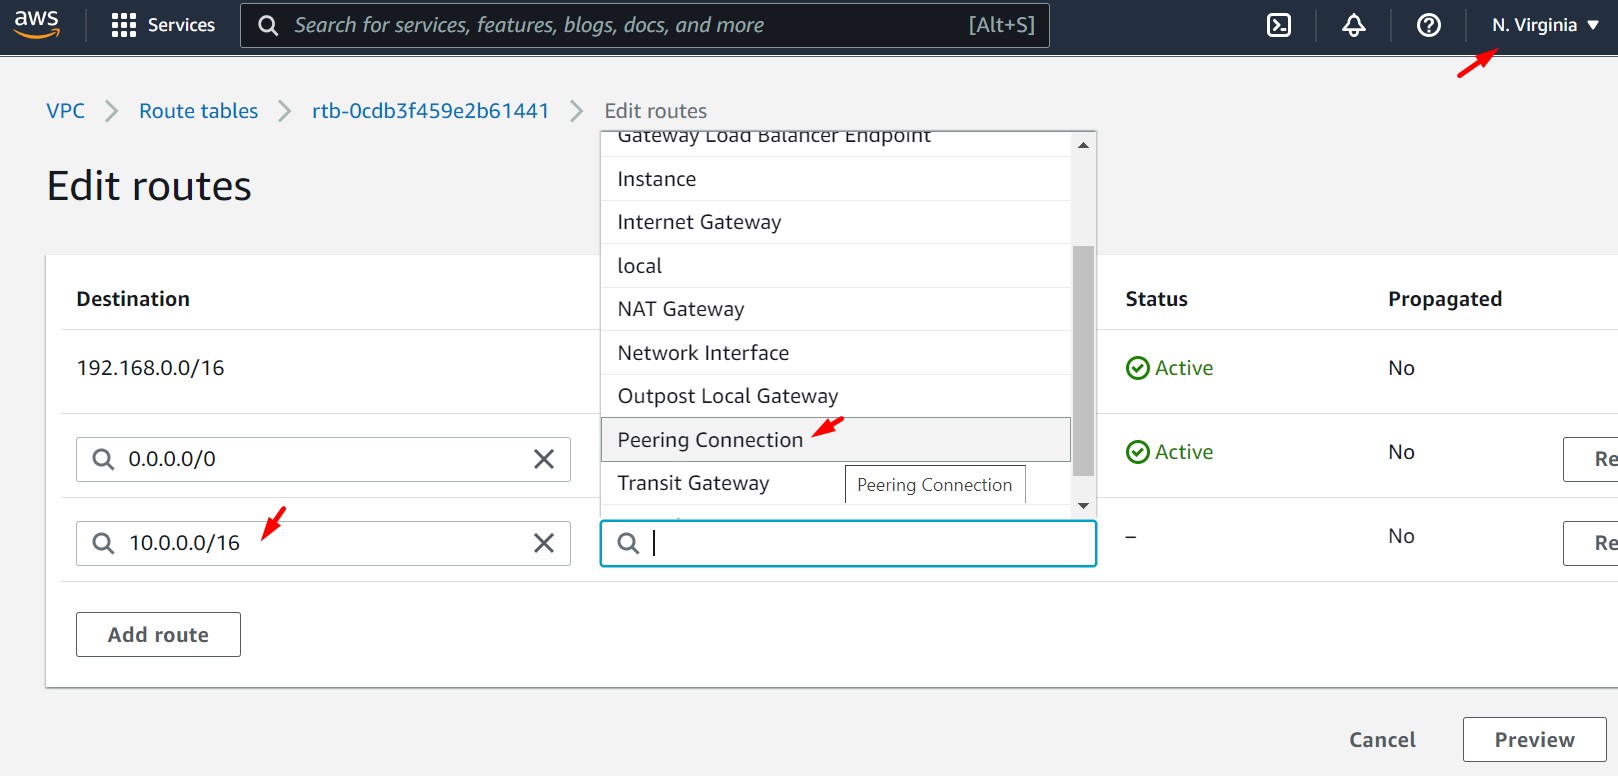 aws Services Search for services, features, blogs, docs, and more [Alt+S] N. Virginia
VPC Route tables rtb-0cdb3f459e2b61441 Edit routes
Edit routes
Gateway Load Balancer Endpoint
Instance
Internet Gateway
local
NAT Gateway
Network Interface
Outpost Local Gateway
Peering Connection
Transit Gateway
Peering Connection
Destination Status Propagated
192.168.0.0/16 Active No
0.0.0.0/0 Active No Re
10.0.0.0/16 – No Re
Add route
Cancel Preview